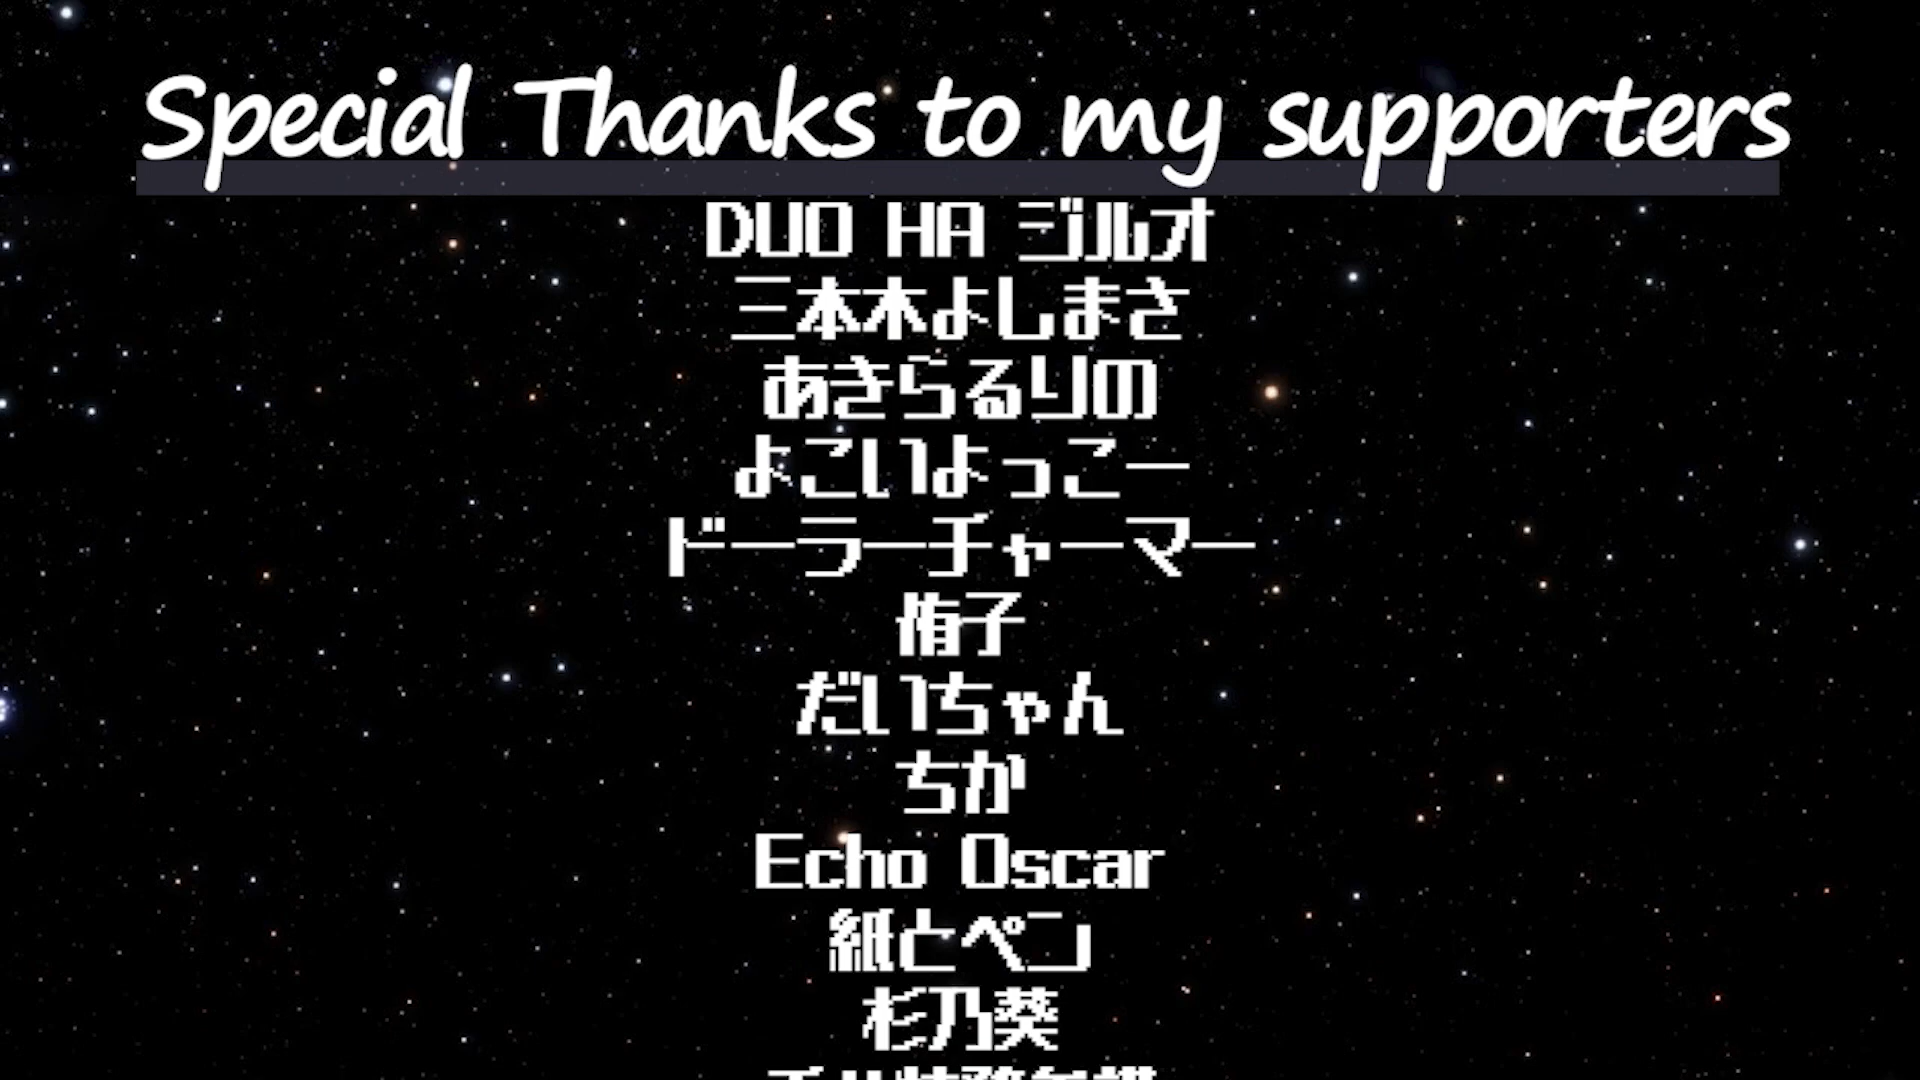 Special Thanks to my supporters
DUO HA ジルオ
三本木よしまさ
あきらるりの
よこいよっこー
ドーラーチャーマー
侑子
だいちゃん
ちか
Echo Oscar
紙とペン
杉乃葵